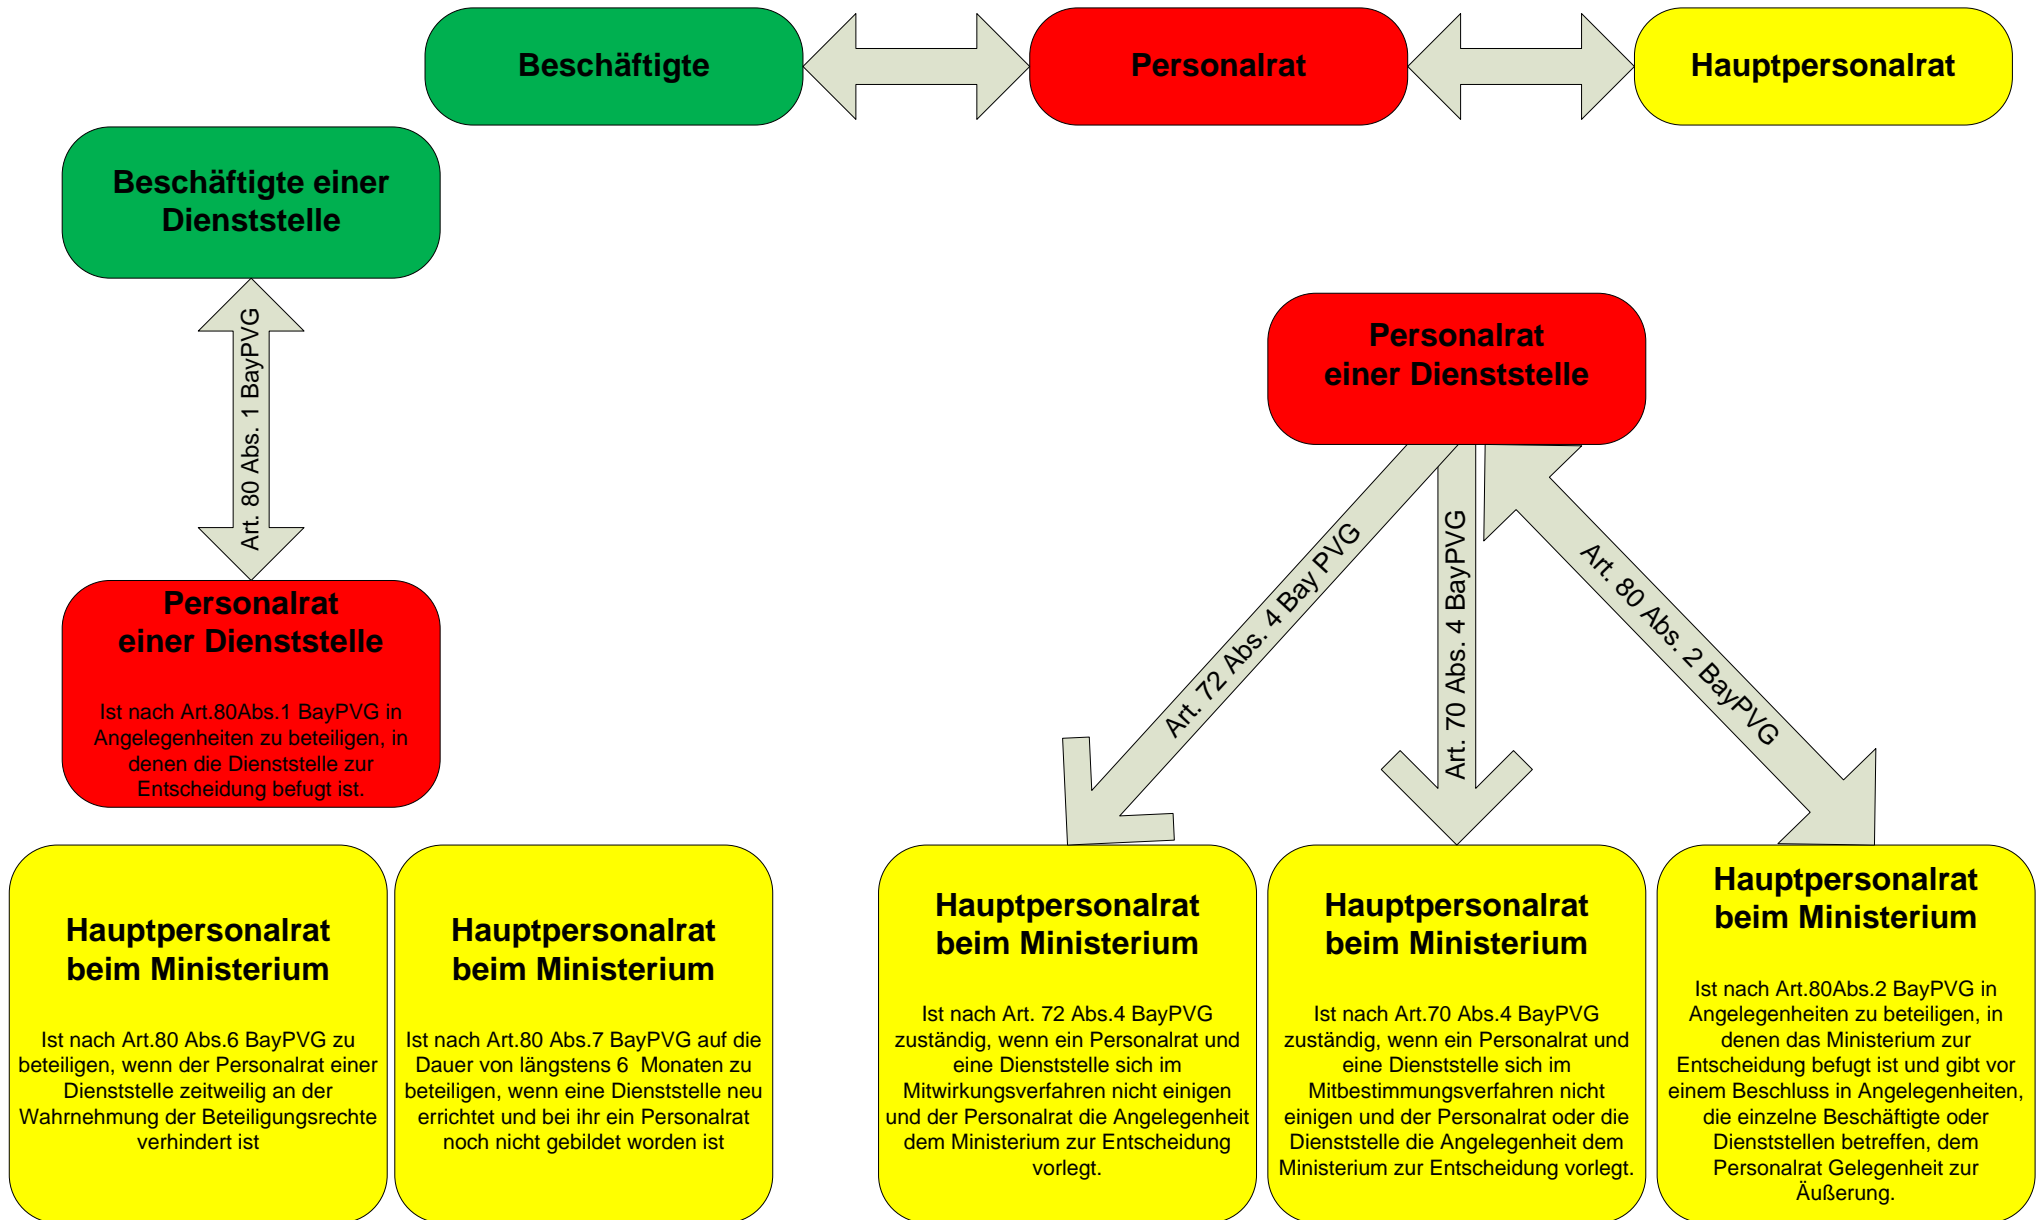 Beschäftigte
Personalrat
Hauptpersonalrat
Beschäftigte einer
Dienststelle
Art. 80 Abs. 1 BayPVG
Personalrat
einer Dienststelle
Ist nach Art.80Abs.1 BayPVG in
Angelegenheiten zu beteiligen, in
denen die Dienststelle zur
Entscheidung befugt ist.
Personalrat
einer Dienststelle
Art. 72 Abs. 4 Bay PVG
Art. 70 Abs. 4 BayPVG
Art. 80 Abs. 2 BayPVG
Hauptpersonalrat
beim Ministerium
Ist nach Art.80 Abs.6 BayPVG zu
beteiligen, wenn der Personalrat einer
Dienststelle zeitweilig an der
Wahrnehmung der Beteiligungsrechte
verhindert ist
Hauptpersonalrat
beim Ministerium
Ist nach Art.80 Abs.7 BayPVG auf die
Dauer von längstens 6  Monaten zu
beteiligen, wenn eine Dienststelle neu
errichtet und bei ihr ein Personalrat
noch nicht gebildet worden ist
Hauptpersonalrat
beim Ministerium
Ist nach Art. 72 Abs.4 BayPVG
zuständig, wenn ein Personalrat und
eine Dienststelle sich im
Mitwirkungsverfahren nicht einigen
und der Personalrat die Angelegenheit
dem Ministerium zur Entscheidung
vorlegt.
Hauptpersonalrat
beim Ministerium
Ist nach Art.70 Abs.4 BayPVG
zuständig, wenn ein Personalrat und
eine Dienststelle sich im
Mitbestimmungsverfahren nicht
einigen und der Personalrat oder die
Dienststelle die Angelegenheit dem
Ministerium zur Entscheidung vorlegt.
Hauptpersonalrat
beim Ministerium
Ist nach Art.80Abs.2 BayPVG in
Angelegenheiten zu beteiligen, in
denen das Ministerium zur
Entscheidung befugt ist und gibt vor
einem Beschluss in Angelegenheiten,
die einzelne Beschäftigte oder
Dienststellen betreffen, dem
Personalrat Gelegenheit zur
Äußerung.